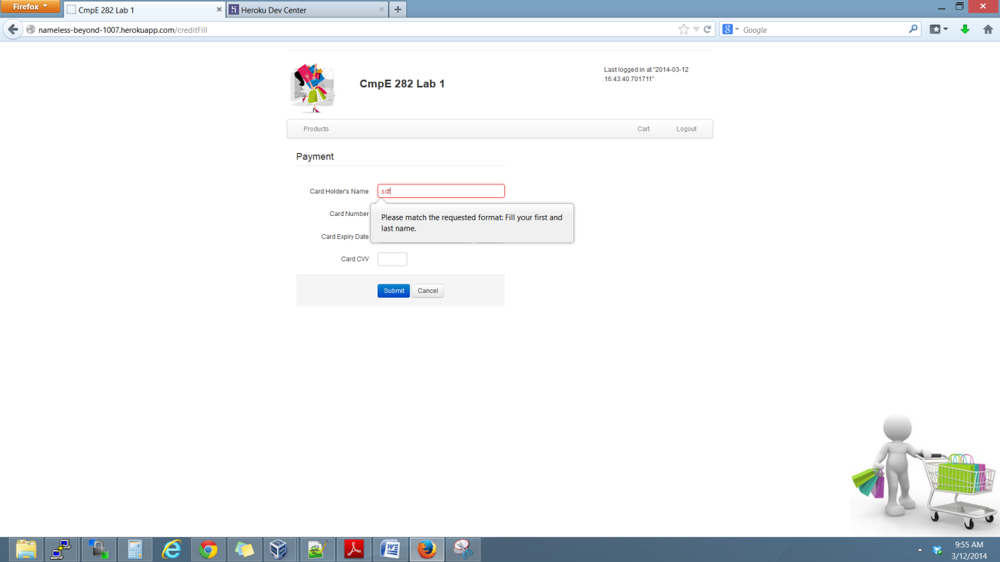 Firefox
CmpE 282 Lab 1
Heroku Dev Center
nameless-beyond-1007.herokuapp.com/creditFill
Google
CmpE 282 Lab 1
Last logged in at "2014-03-12
16:43:40.701711"
Products
Cart
Logout
Payment
Card Holder's Name
sdf
Card Number
Please match the requested format: Fill your first and
last name.
Card Expiry Date
Card CVV
Submit
Cancel
9:55 AM
3/12/2014